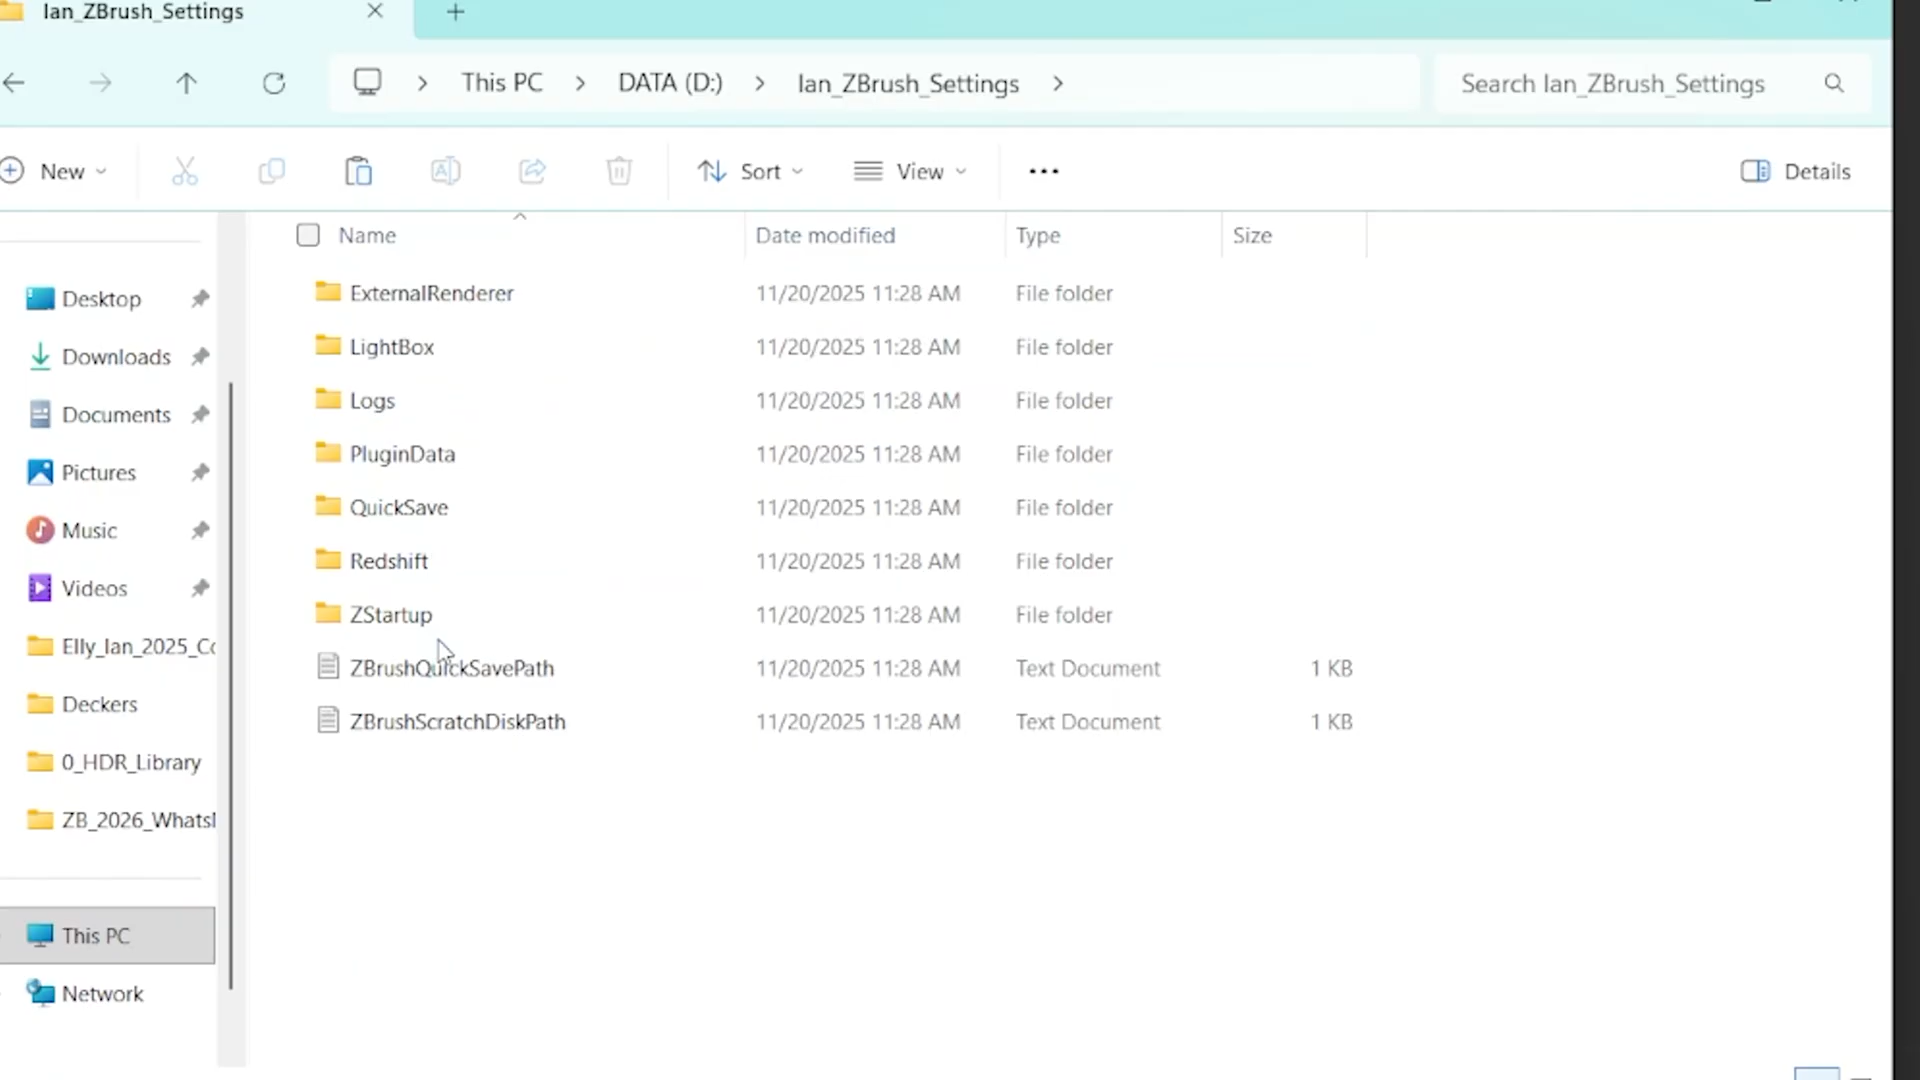 Ian_ZBrush_Settings
This PC > DATA (D:) > Ian_ZBrush_Settings >
Search Ian_ZBrush_Settings
New
Sort
View
Details
Name Date modified Type Size
ExternalRenderer 11/20/2025 11:28 AM File folder
LightBox 11/20/2025 11:28 AM File folder
Logs 11/20/2025 11:28 AM File folder
PluginData 11/20/2025 11:28 AM File folder
QuickSave 11/20/2025 11:28 AM File folder
Redshift 11/20/2025 11:28 AM File folder
ZStartup 11/20/2025 11:28 AM File folder
ZBrushQuickSavePath 11/20/2025 11:28 AM Text Document 1 KB
ZBrushScratchDiskPath 11/20/2025 11:28 AM Text Document 1 KB
Desktop
Downloads
Documents
Pictures
Music
Videos
Elly_Ian_2025_Co
Deckers
0_HDR_Library
ZB_2026_Whats
This PC
Network